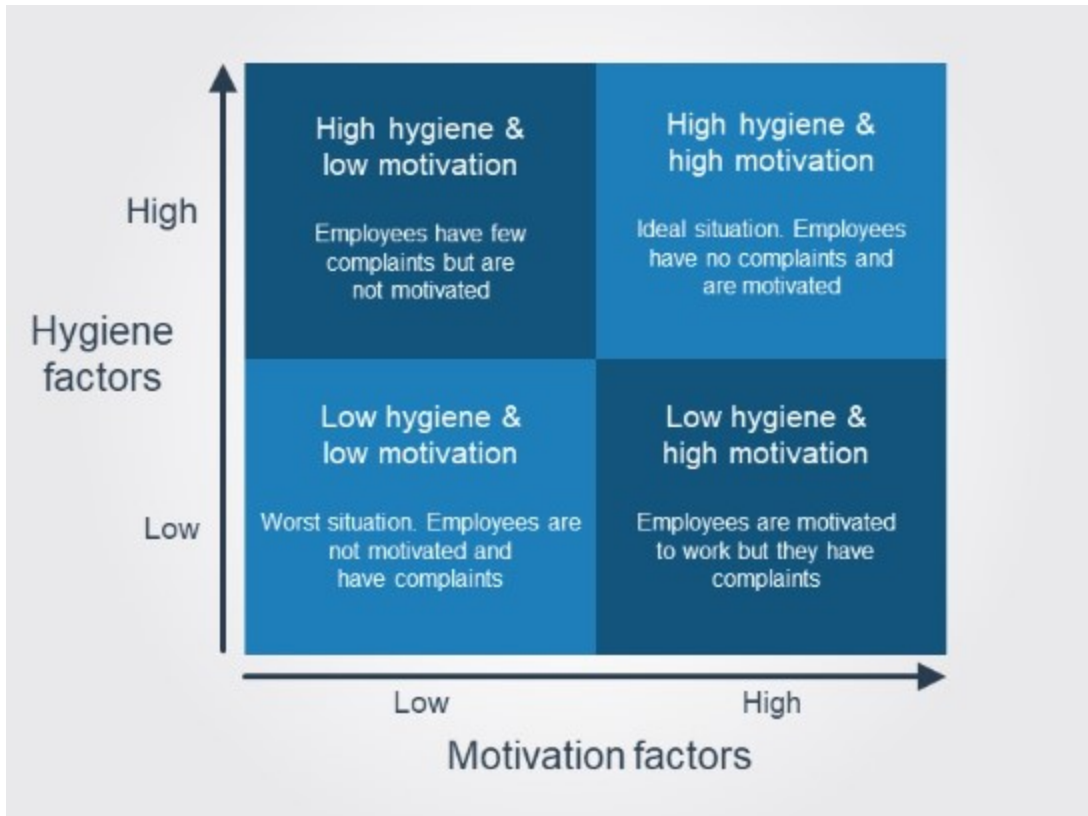 High hygiene &
low motivation
Employees have few
complaints but are
not motivated
High hygiene &
high motivation
Ideal situation. Employees
have no complaints and
are motivated
High
Hygiene
factors
Low hygiene &
low motivation
Worst situation. Employees are
not motivated and
have complaints
Low hygiene &
high motivation
Employees are motivated
to work but they have
complaints
Low
Low
High
Motivation factors